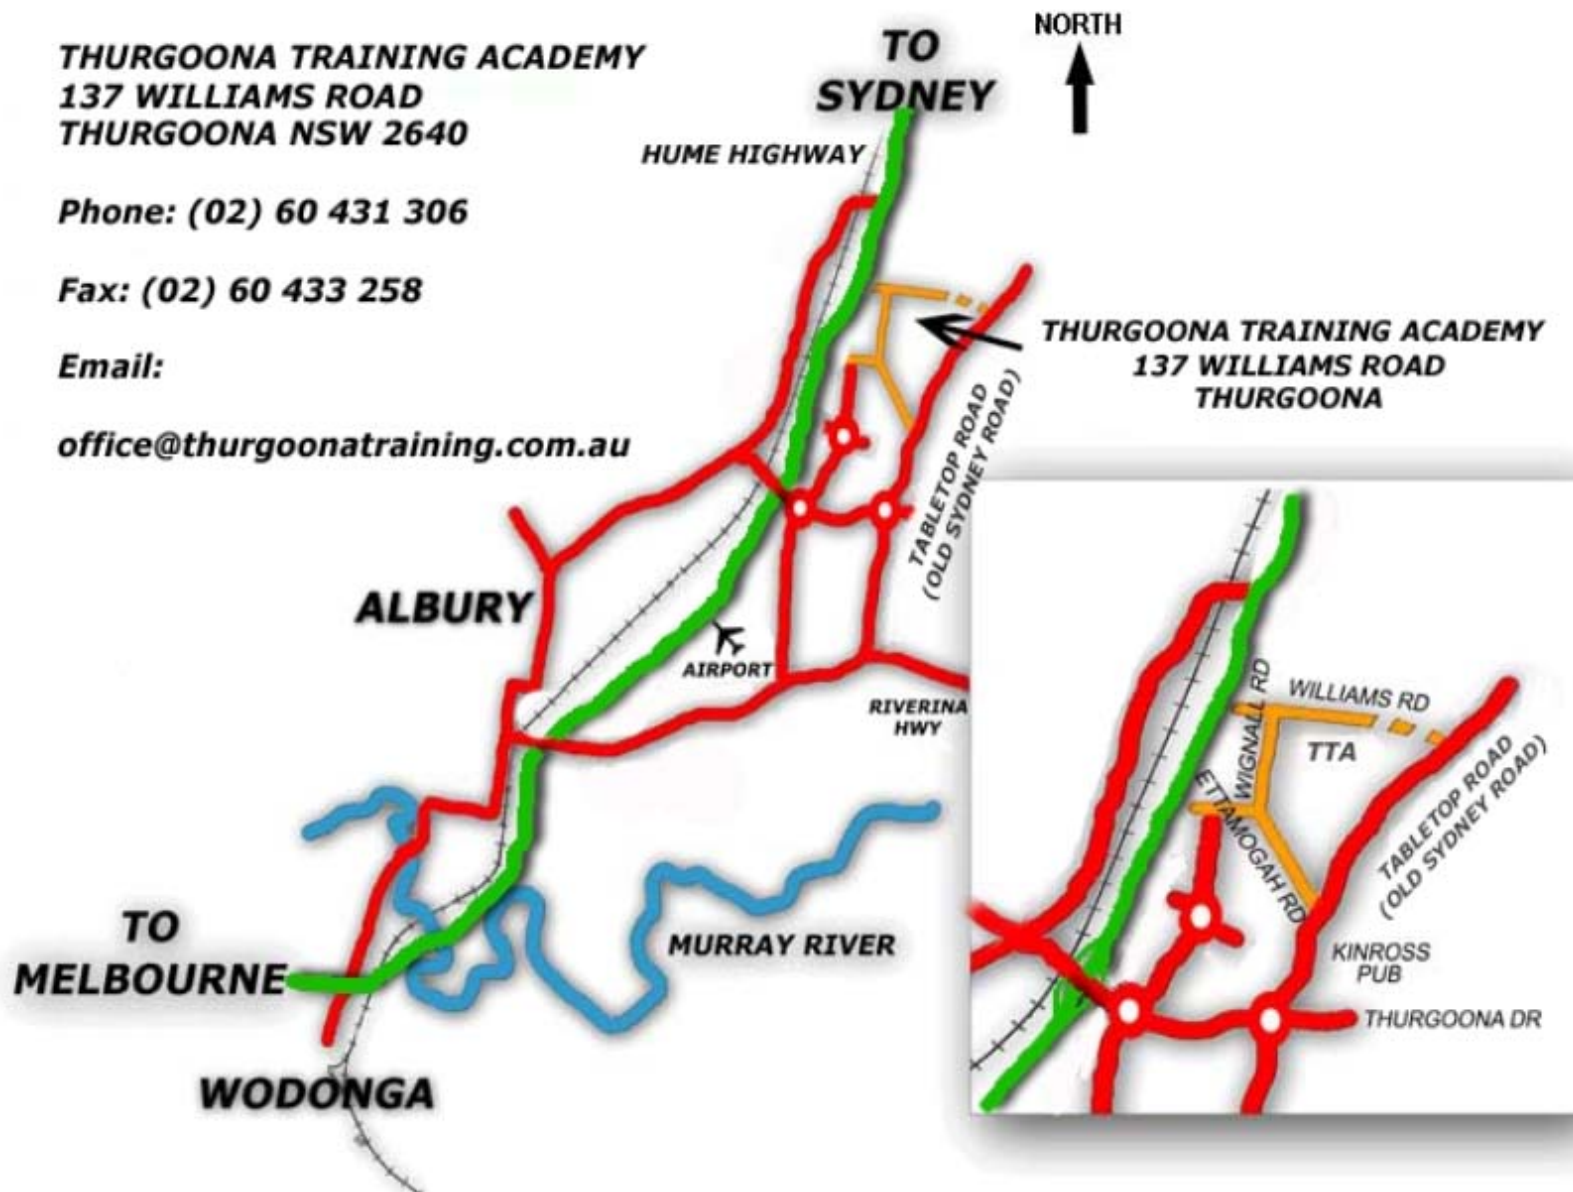 THURGOONA TRAINING ACADEMY
137 WILLIAMS ROAD
THURGOONA NSW 2640
Phone: (02) 60 431 306
Fax: (02) 60 433 258
Email:
office@thurgoonatraining.com.au
TO
SYDNEY
NORTH
HUME HIGHWAY
THURGOONA TRAINING ACADEMY
137 WILLIAMS ROAD
THURGOONA
TABLETOP ROAD
(OLD SYDNEY ROAD)
ALBURY
AIRPORT
RIVERINA
HWY
MURRAY RIVER
TO
MELBOURNE
WODONGA
WILLIAMS RD
WIGNALL RD
TTA
ETTAMOGAH RD
TABLETOP ROAD
(OLD SYDNEY ROAD)
KINROSS
PUB
THURGOONA DR